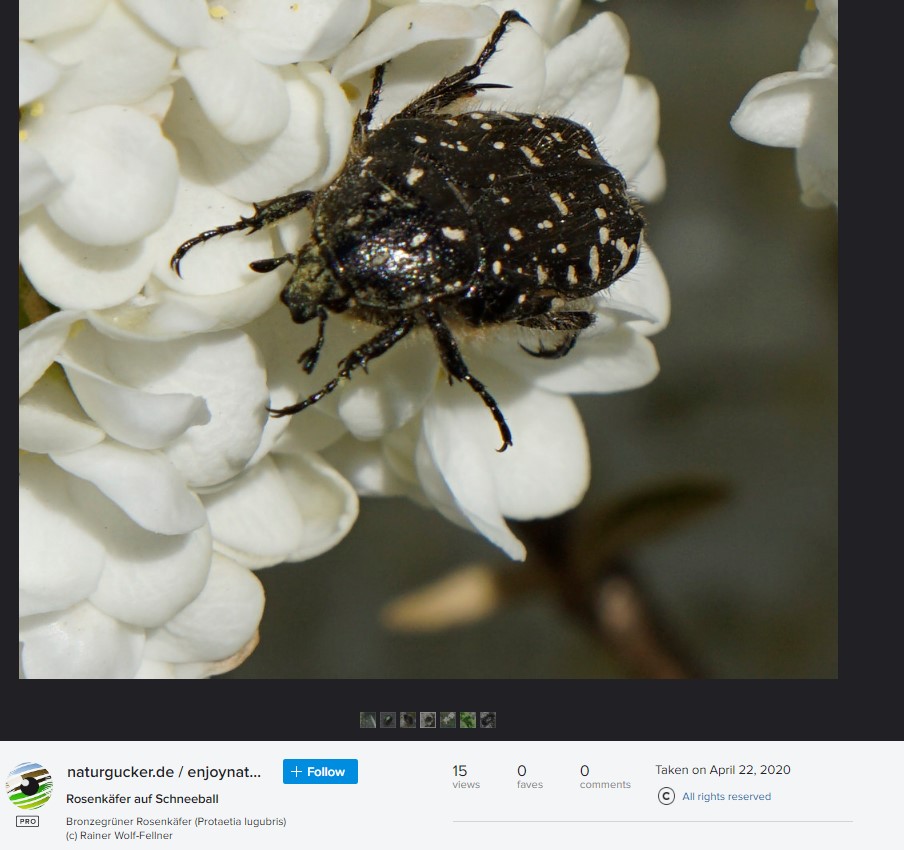 naturgucker.de / enjoynat...
+ Follow
Rosenkäfer auf Schneeball
PRO
Bronzegrüner Rosenkäfer (Protaetia lugubris)
(c) Rainer Wolf-Fellner
15
views
0
faves
0
comments
Taken on April 22, 2020
C All rights reserved